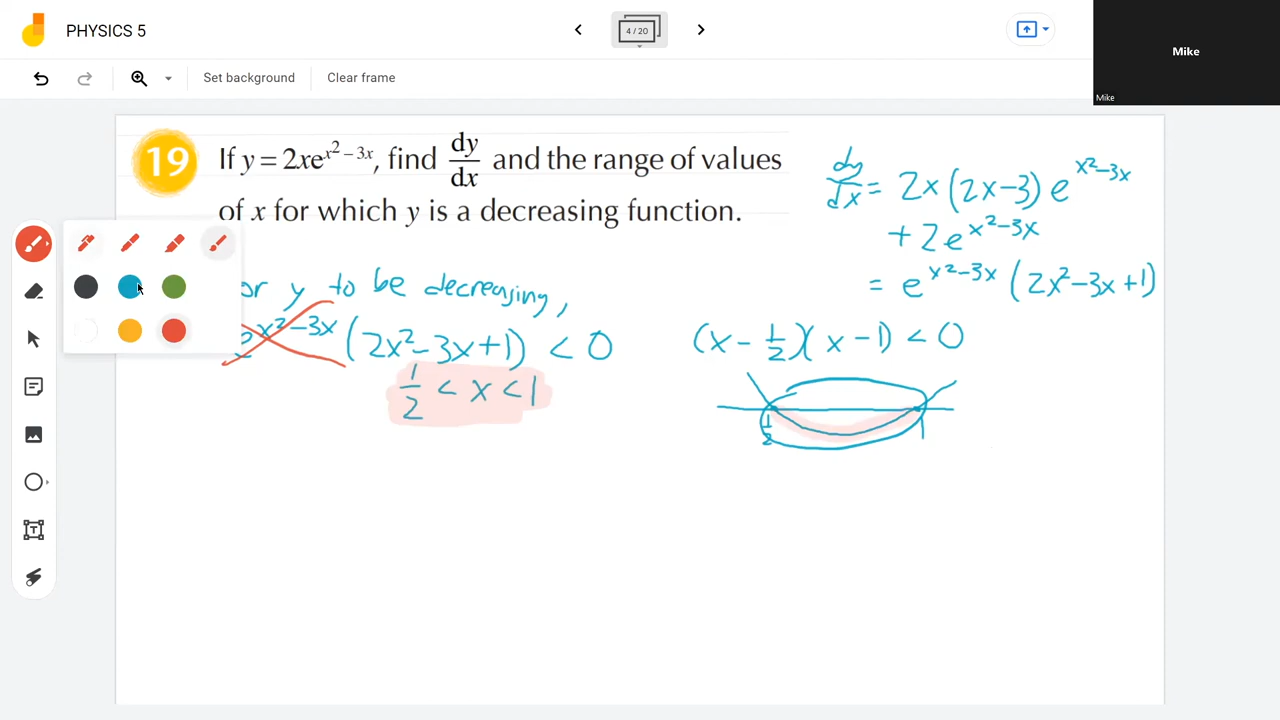 PHYSICS 5
4 / 20
Mike
Mike
Set background
Clear frame
19
If y = 2xe^{x² – 3x}, find dy/dx and the range of values
of x for which y is a decreasing function.
dy/dx = 2x (2x-3) e^{x²-3x}
+ 2e^{x²-3x}
= e^{x²-3x} (2x²-3x+1)
or y to be decreasing,
e^{x²-3x} (2x²-3x+1) < 0
1/2 < x < 1
(x - 1/2)(x - 1) < 0
1/2
1